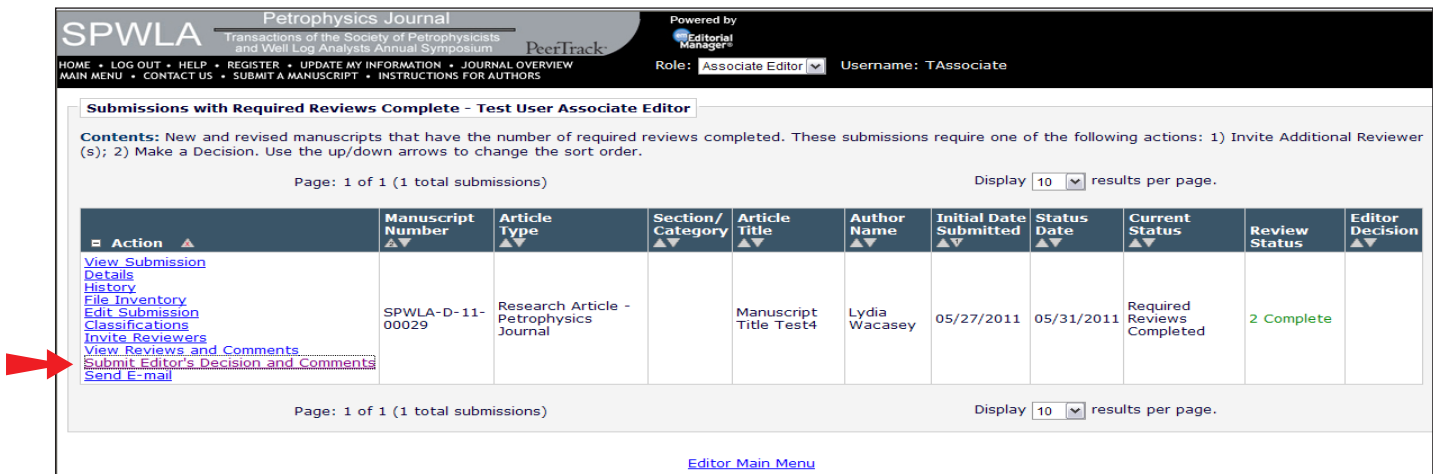 SPWLA
Petrophysics Journal
Transactions of the Society of Petrophysicists
and Well Log Analysts Annual Symposium
PeerTrack
Powered by
Editorial
Manager®
HOME • LOG OUT • HELP • REGISTER • UPDATE MY INFORMATION • JOURNAL OVERVIEW
MAIN MENU • CONTACT US • SUBMIT A MANUSCRIPT • INSTRUCTIONS FOR AUTHORS
Role: Associate Editor Username: TAssociate
Submissions with Required Reviews Complete - Test User Associate Editor
Contents: New and revised manuscripts that have the number of required reviews completed. These submissions require one of the following actions: 1) Invite Additional Reviewer
(s); 2) Make a Decision. Use the up/down arrows to change the sort order.
Page: 1 of 1 (1 total submissions) Display 10 results per page.
Action
Manuscript
Number
Article
Type
Section/
Category
Article
Title
Author
Name
Initial Date
Submitted
Status
Date
Current
Status
Review
Status
Editor
Decision
View Submission
Details
History
File Inventory
Edit Submission
Classifications
Invite Reviewers
View Reviews and Comments
Submit Editor's Decision and Comments
Send E-mail
SPWLA-D-11-
00029
Research Article -
Petrophysics
Journal
Manuscript
Title Test4
Lydia
Wacasey
05/27/2011
05/31/2011
Required
Reviews
Completed
2 Complete
Page: 1 of 1 (1 total submissions) Display 10 results per page.
Editor Main Menu